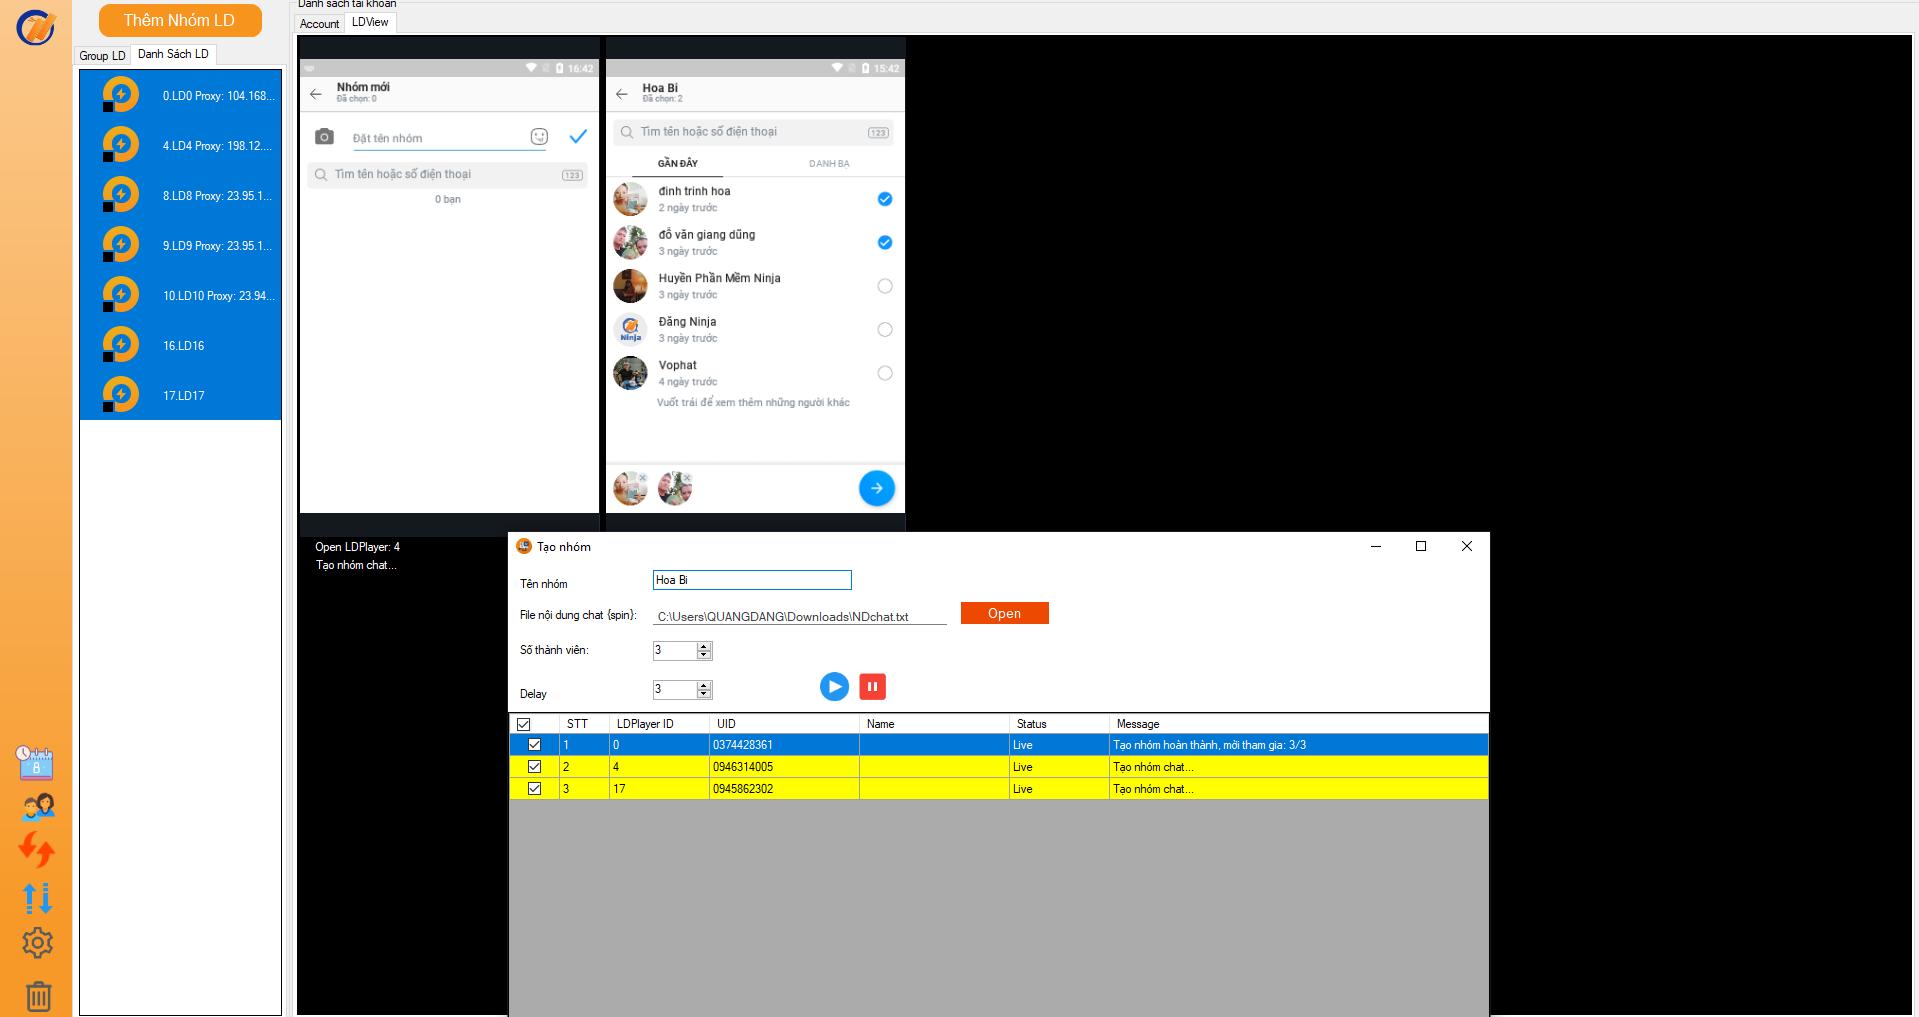 Thêm Nhóm LD
Group LD
Danh Sách LD
0.LD0 Proxy: 104.168...
4.LD4 Proxy: 198.12....
8.LD8 Proxy: 23.95.1...
9.LD9 Proxy: 23.95.1...
10.LD10 Proxy: 23.94...
16.LD16
17.LD17
8
Danh sách tài khoản
Account
LDView
16:42
Nhóm mới
Đã chọn: 0
Đặt tên nhóm
Tìm tên hoặc số điện thoại
123
0 bạn
15:42
Hoa Bi
Đã chọn: 2
Tìm tên hoặc số điện thoại
123
GẦN ĐÂY
DANH BẠ
đinh trinh hoa
2 ngày trước
đỗ văn giang dũng
3 ngày trước
Huyền Phần Mềm Ninja
3 ngày trước
Ninja
Đăng Ninja
3 ngày trước
Vophat
4 ngày trước
Vuốt trái để xem thêm những người khác
Open LDPlayer: 4
Tạo nhóm chat...
Tạo nhóm
Tên nhóm
Hoa Bi
File nội dung chat {spin}:
C:\Users\QUANGDANG\Downloads\NDchat.txt
Open
Số thành viên:
3
Delay
3
STT LDPlayer ID UID Name Status Message
1 0 0374428361 Live Tạo nhóm hoàn thành, mời tham gia: 3/3
2 4 0946314005 Live Tạo nhóm chat...
3 17 0945862302 Live Tạo nhóm chat...